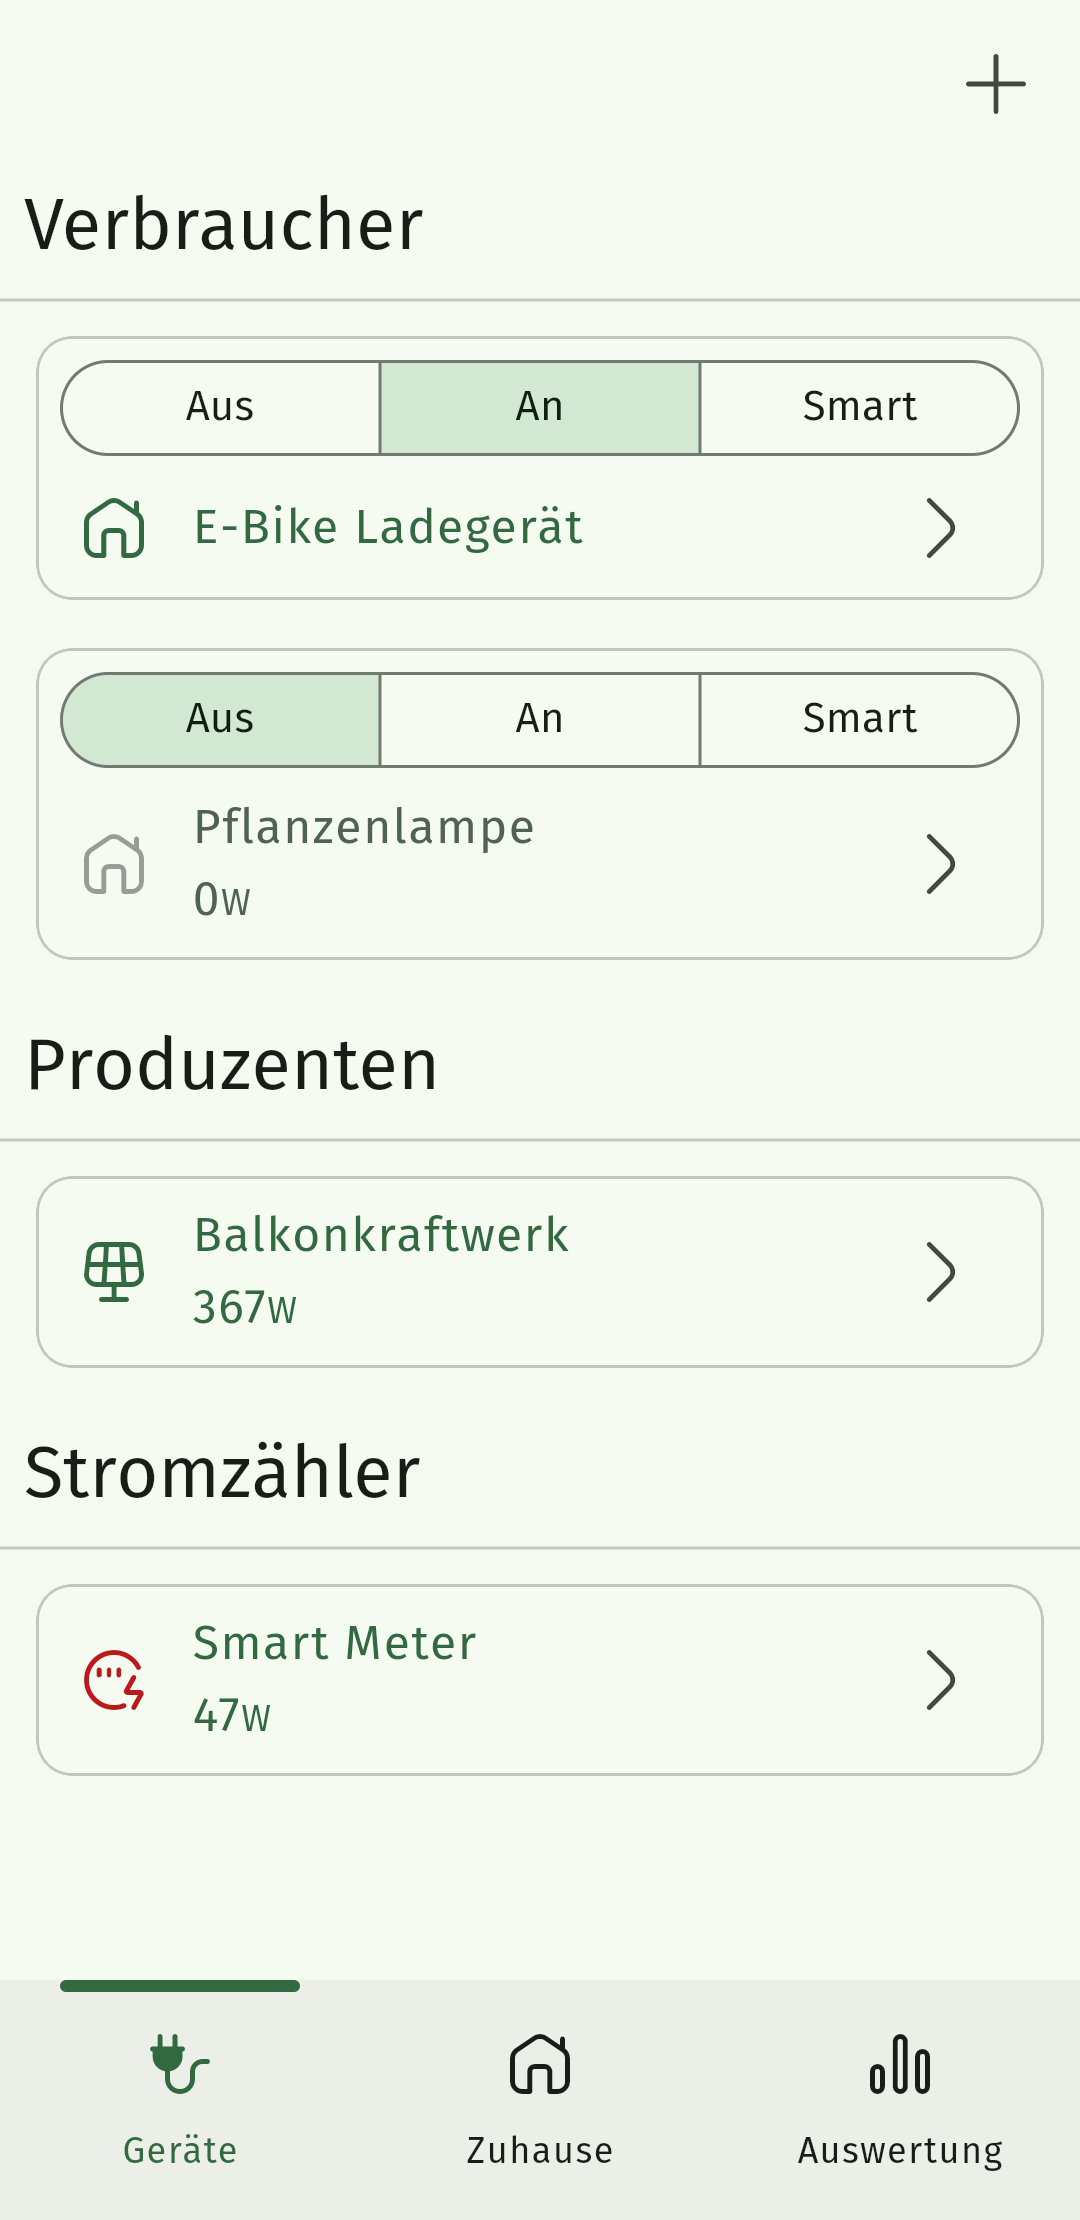 Verbraucher
Aus An Smart
E-Bike Ladegerät
Aus An Smart
Pflanzenlampe
0W
Produzenten
Balkonkraftwerk
367W
Stromzähler
Smart Meter
47W
Geräte Zuhause Auswertung